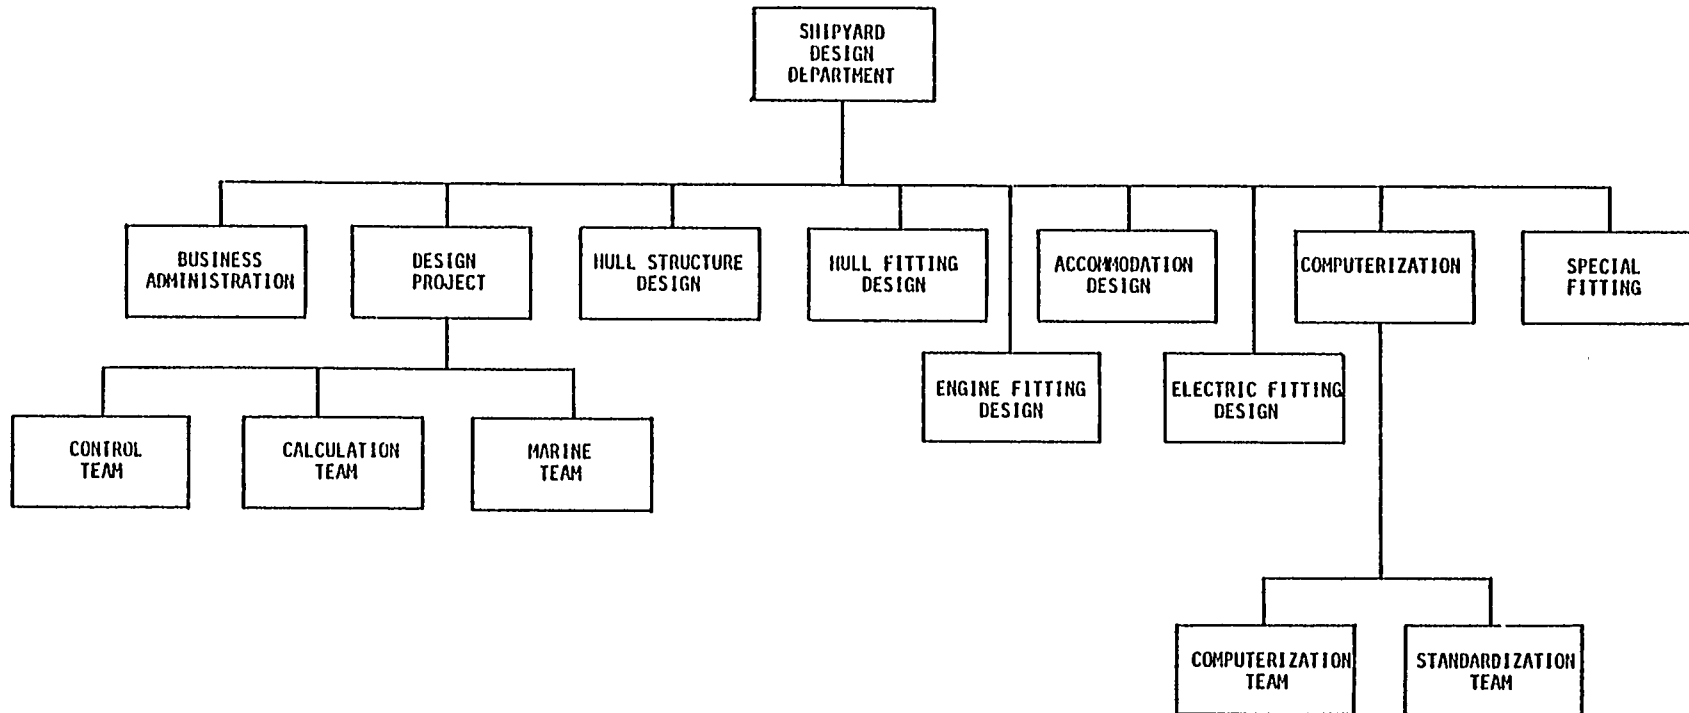 SHIPYARD
DESIGN
DEPARTMENT
BUSINESS
ADMINISTRATION
DESIGN
PROJECT
HULL STRUCTURE
DESIGN
HULL FITTING
DESIGN
ACCOMMODATION
DESIGN
COMPUTERIZATION
SPECIAL
FITTING
ENGINE FITTING
DESIGN
ELECTRIC FITTING
DESIGN
CONTROL
TEAM
CALCULATION
TEAM
MARINE
TEAM
COMPUTERIZATION
TEAM
STANDARDIZATION
TEAM